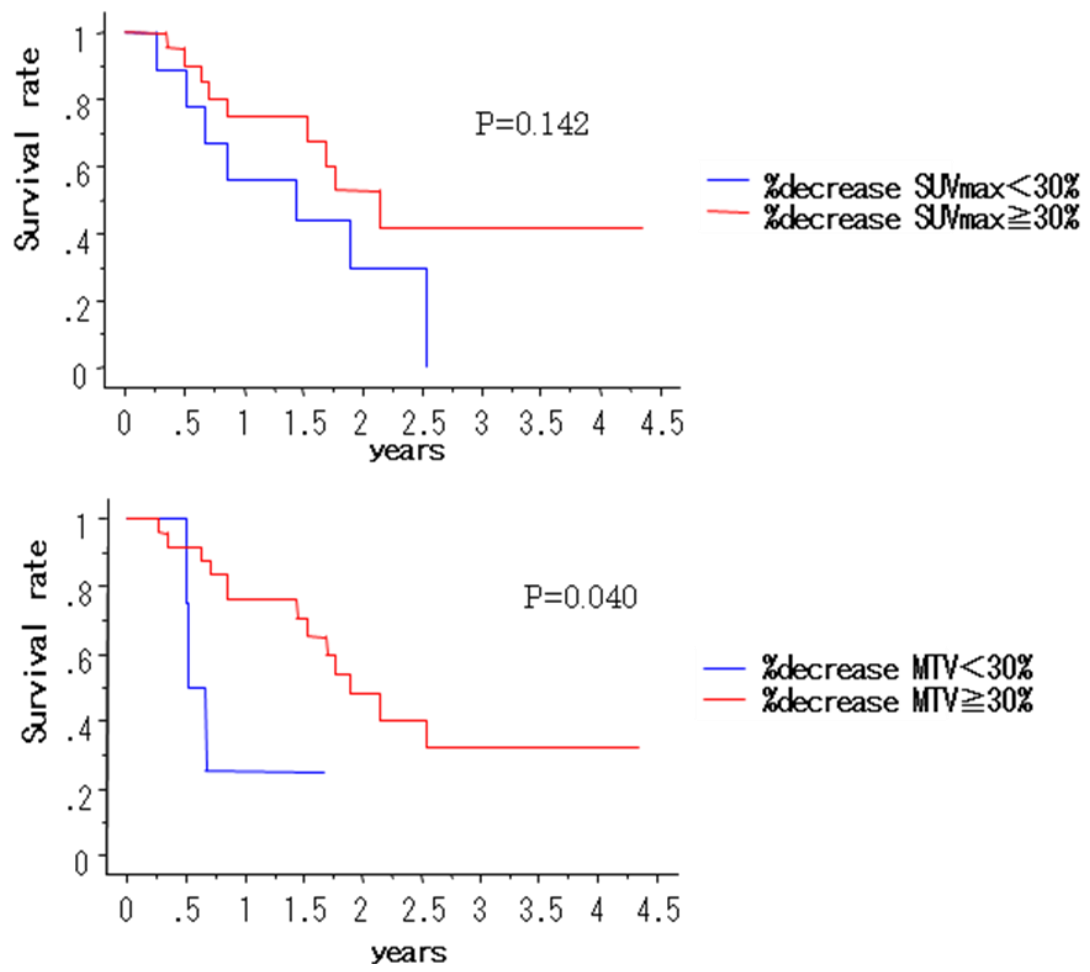 Survival rate
1
.8
.6
.4
.2
0
P=0.142
0 .5 1 1.5 2 2.5 3 3.5 4 4.5
years
%decrease SUVmax<30%
%decrease SUVmax≧30%
Survival rate
1
.8
.6
.4
.2
0
P=0.040
0 .5 1 1.5 2 2.5 3 3.5 4 4.5
years
%decrease MTV<30%
%decrease MTV≧30%